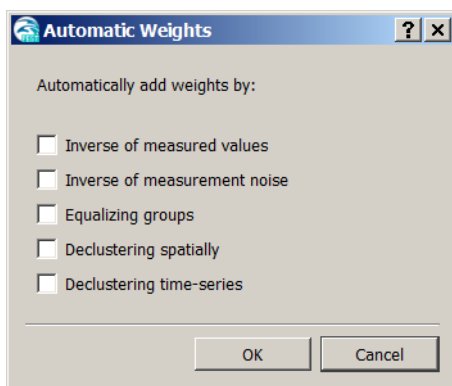 TEST
Automatic Weights
?
Automatically add weights by:
Inverse of measured values
Inverse of measurement noise
Equalizing groups
Declustering spatially
Declustering time-series
OK
Cancel